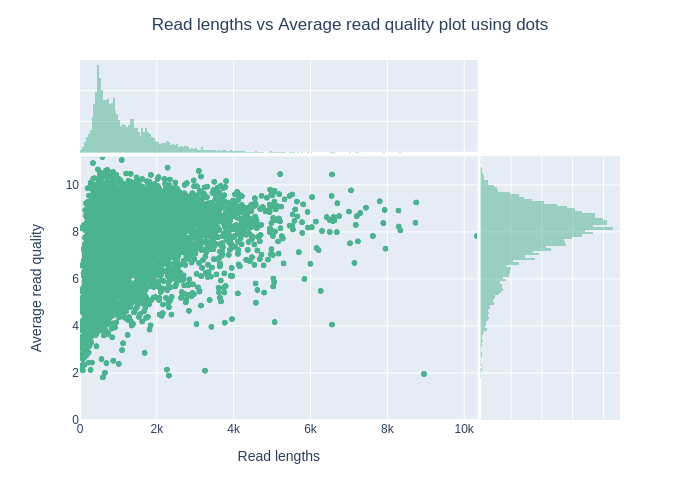 Read lengths vs Average read quality plot using dots
Average read quality
10
8
6
4
2
0
0
2k
4k
6k
8k
10k
Read lengths